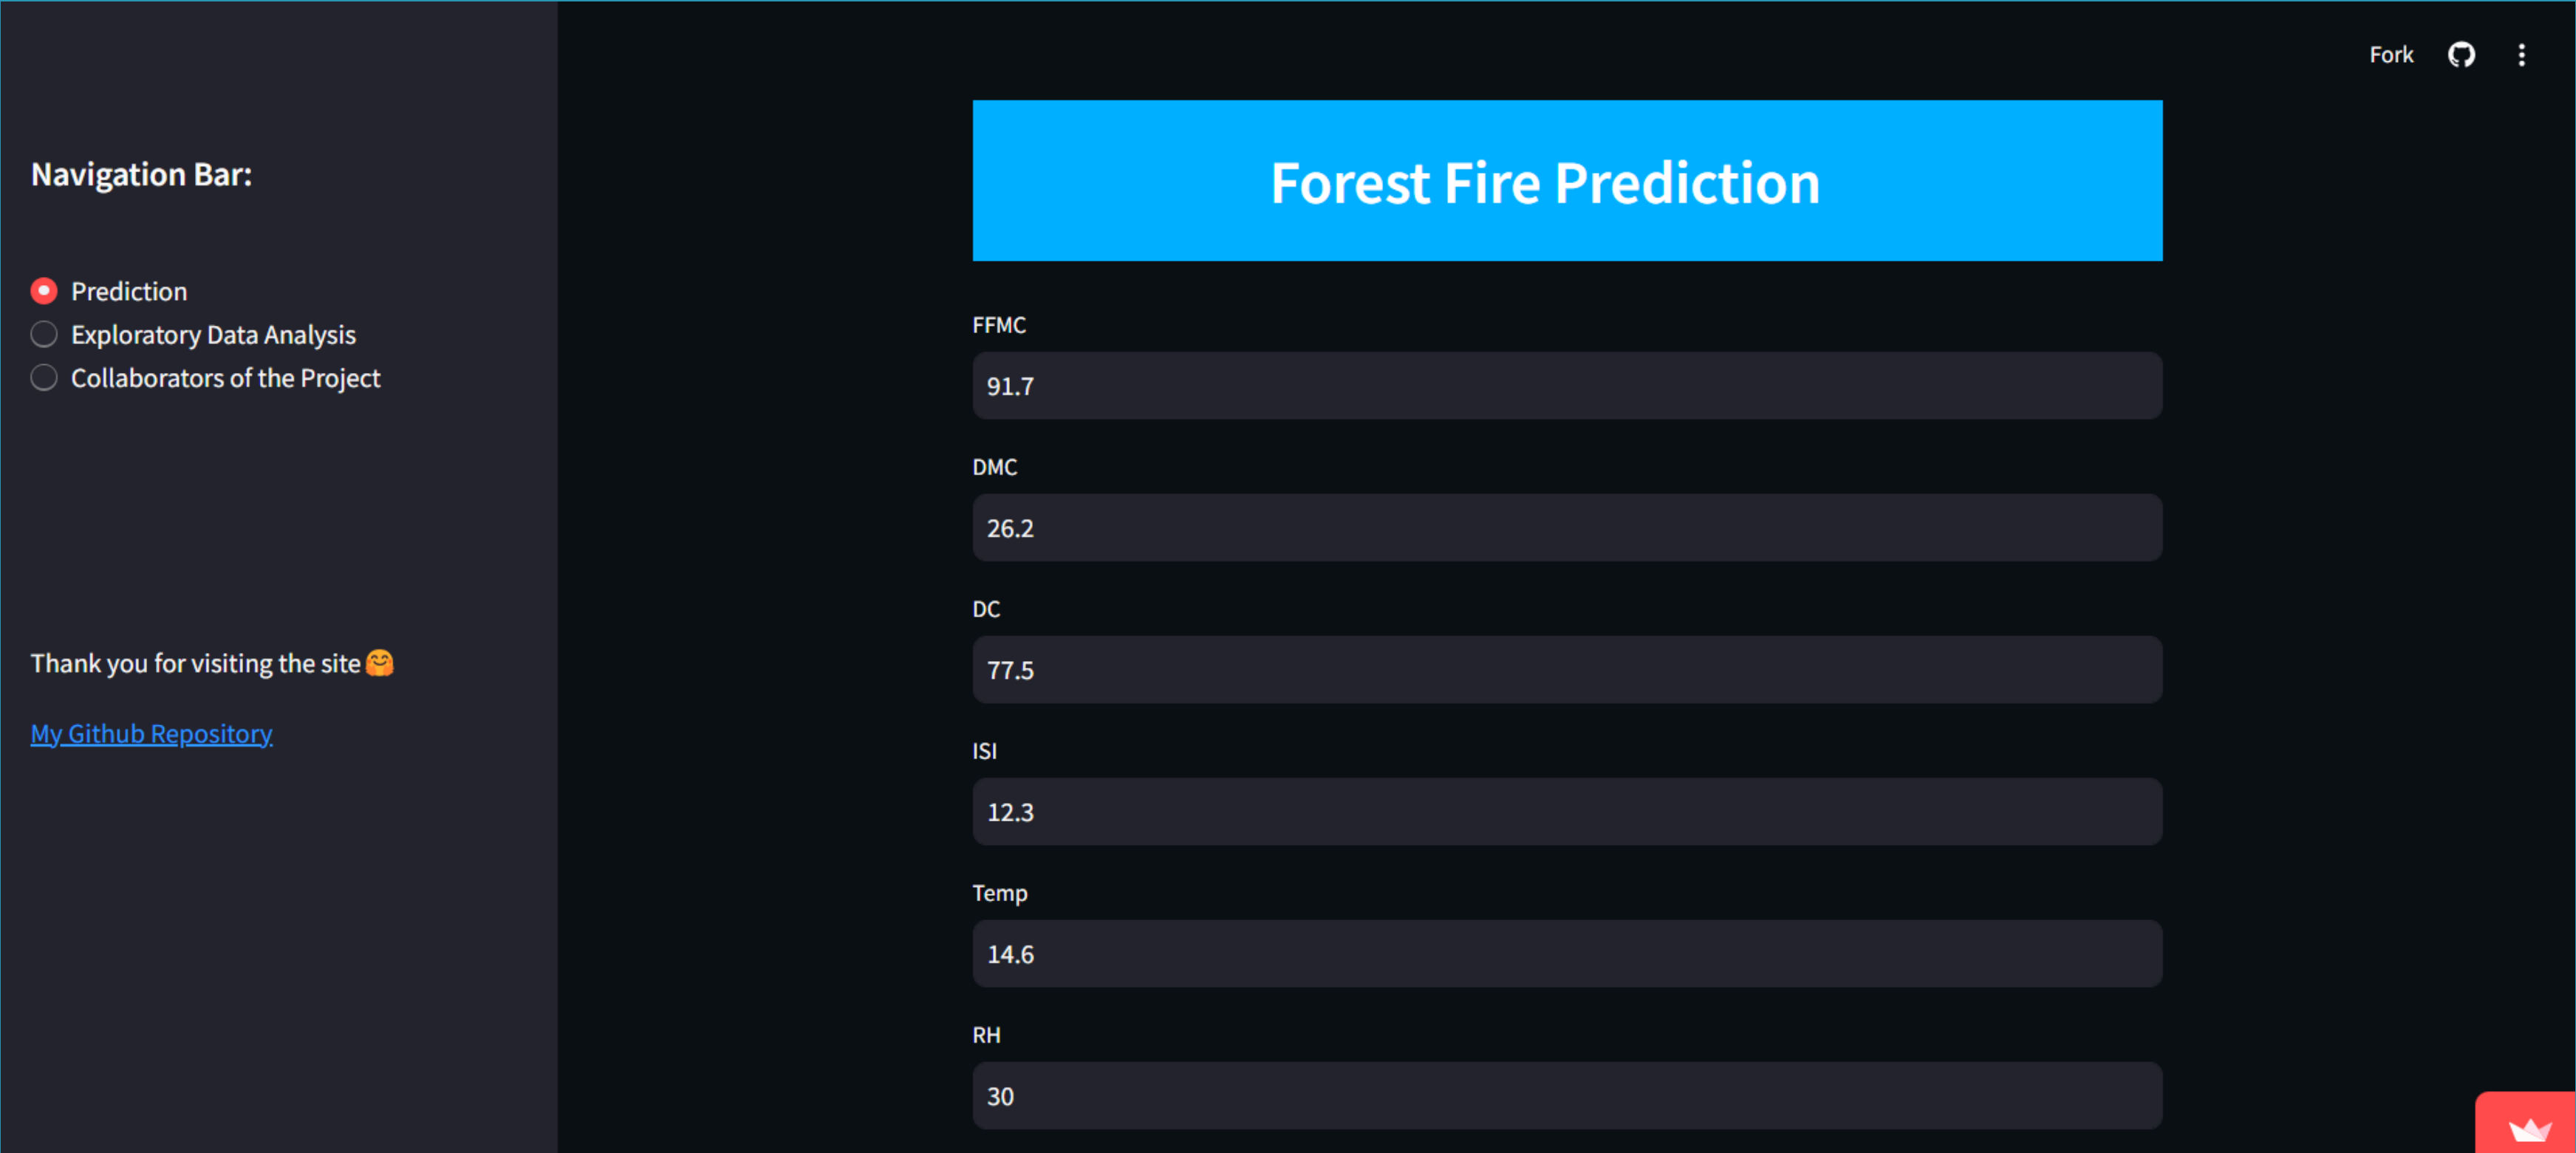 Fork
Navigation Bar:
Prediction
Exploratory Data Analysis
Collaborators of the Project
Thank you for visiting the site🤗
My Github Repository
Forest Fire Prediction
FFMC
91.7
DMC
26.2
DC
77.5
ISI
12.3
Temp
14.6
RH
30